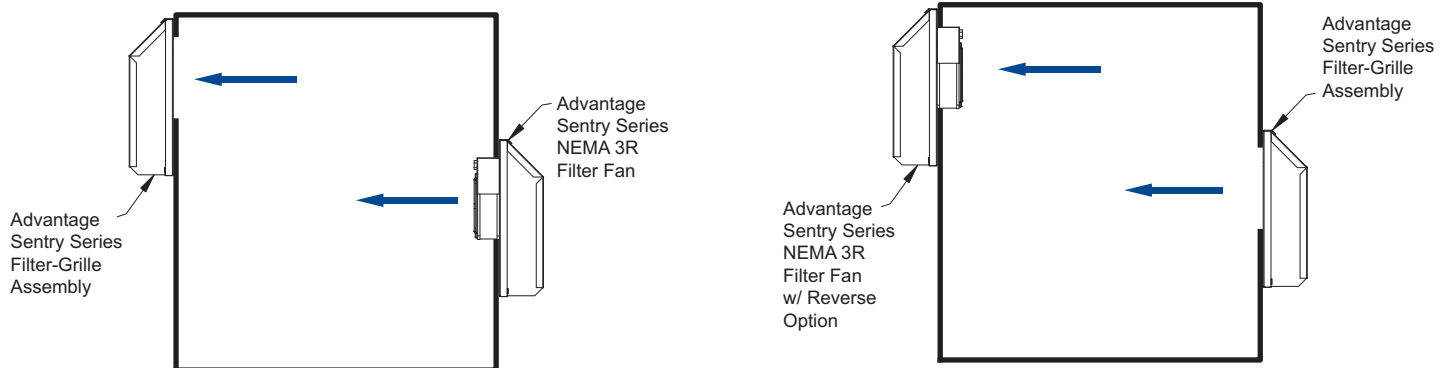 Advantage
Sentry Series
Filter-Grille
Assembly
Advantage
Sentry Series
NEMA 3R
Filter Fan
Advantage
Sentry Series
NEMA 3R
Filter Fan
w/ Reverse
Option
Advantage
Sentry Series
Filter-Grille
Assembly